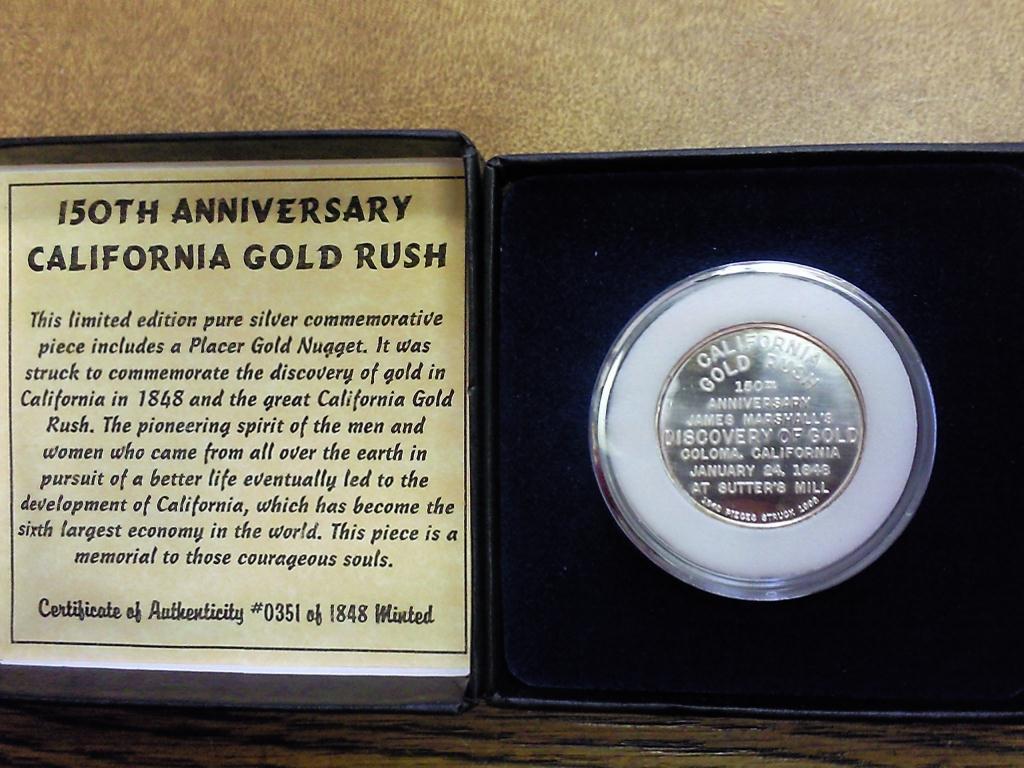 150TH ANNIVERSARY
CALIFORNIA GOLD RUSH
This limited edition pure silver commemorative
piece includes a Placer Gold Nugget. It was
struck to commemorate the discovery of gold in
California in 1848 and the great California Gold
Rush. The pioneering spirit of the men and
women who came from all over the earth in
pursuit of a better life eventually led to the
development of California, which has become the
sixth largest economy in the world. This piece is a
memorial to those courageous souls.
Certificate of Authenticity #0351 of 1848 Minted
CALIFORNIA
GOLD RUSH
150TH
ANNIVERSARY
JAMES MARSHALL'S
DISCOVERY OF GOLD
COLOMA, CALIFORNIA
JANUARY 24, 1848
AT SUTTER'S MILL
PIECES STRUCK 1998